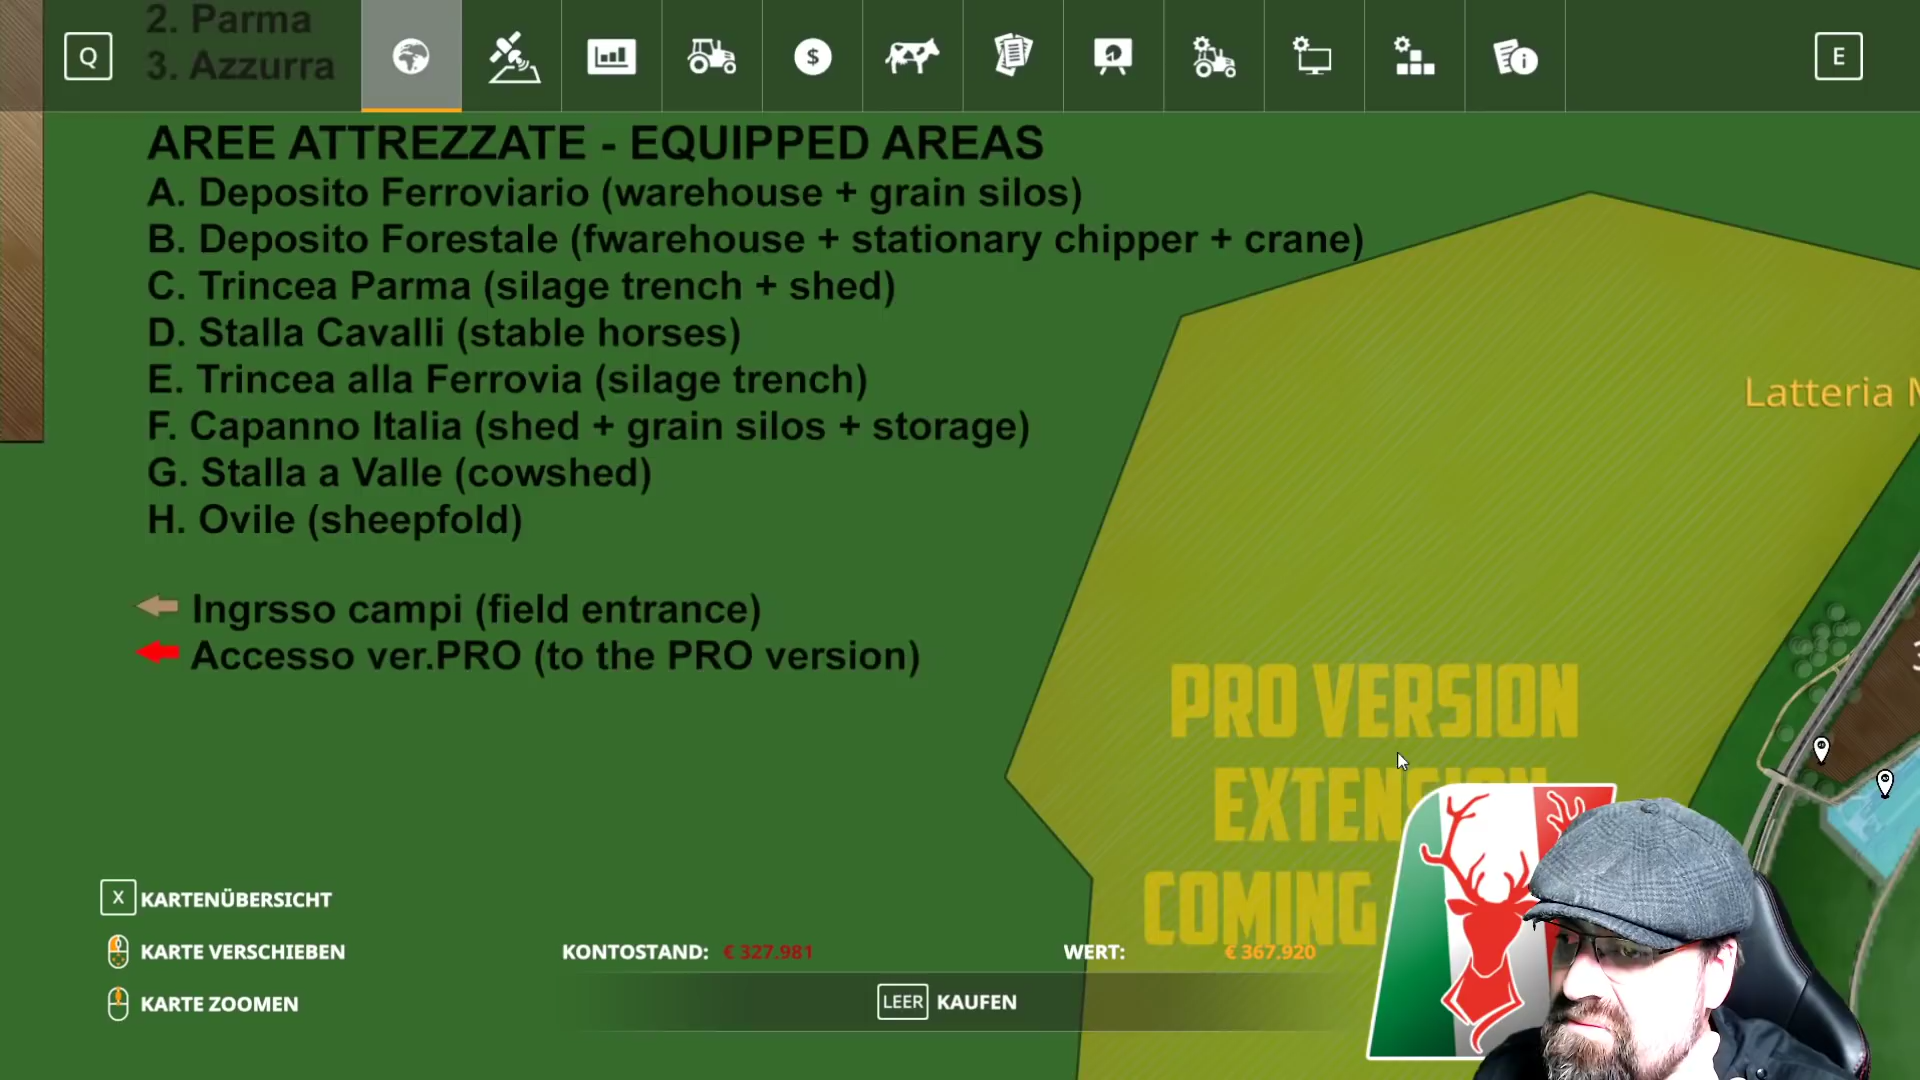 2. Parma
3. Azzurra
Q
E
AREE ATTREZZATE - EQUIPPED AREAS
A. Deposito Ferroviario (warehouse + grain silos)
B. Deposito Forestale (fwarehouse + stationary chipper + crane)
C. Trincea Parma (silage trench + shed)
D. Stalla Cavalli (stable horses)
E. Trincea alla Ferrovia (silage trench)
F. Capanno Italia (shed + grain silos + storage)
G. Stalla a Valle (cowshed)
H. Ovile (sheepfold)
Ingrsso campi (field entrance)
Accesso ver.PRO (to the PRO version)
Latteria
PRO VERSION
COMING
X KARTENÜBERSICHT
KARTE VERSCHIEBEN
KARTE ZOOMEN
KONTOSTAND: € 327.981
WERT: € 367.920
LEER KAUFEN